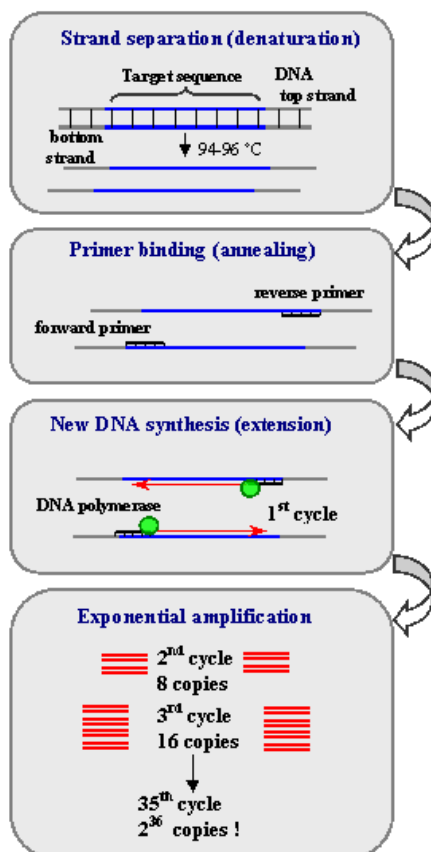 Strand separation (denaturation)
Target sequence
DNA
top strand
bottom
strand
94-96 °C
Primer binding (annealing)
reverse primer
forward primer
New DNA synthesis (extension)
DNA polymerase
1st cycle
Exponential amplification
2nd cycle
8 copies
3rd cycle
16 copies
35th cycle
2^36 copies !